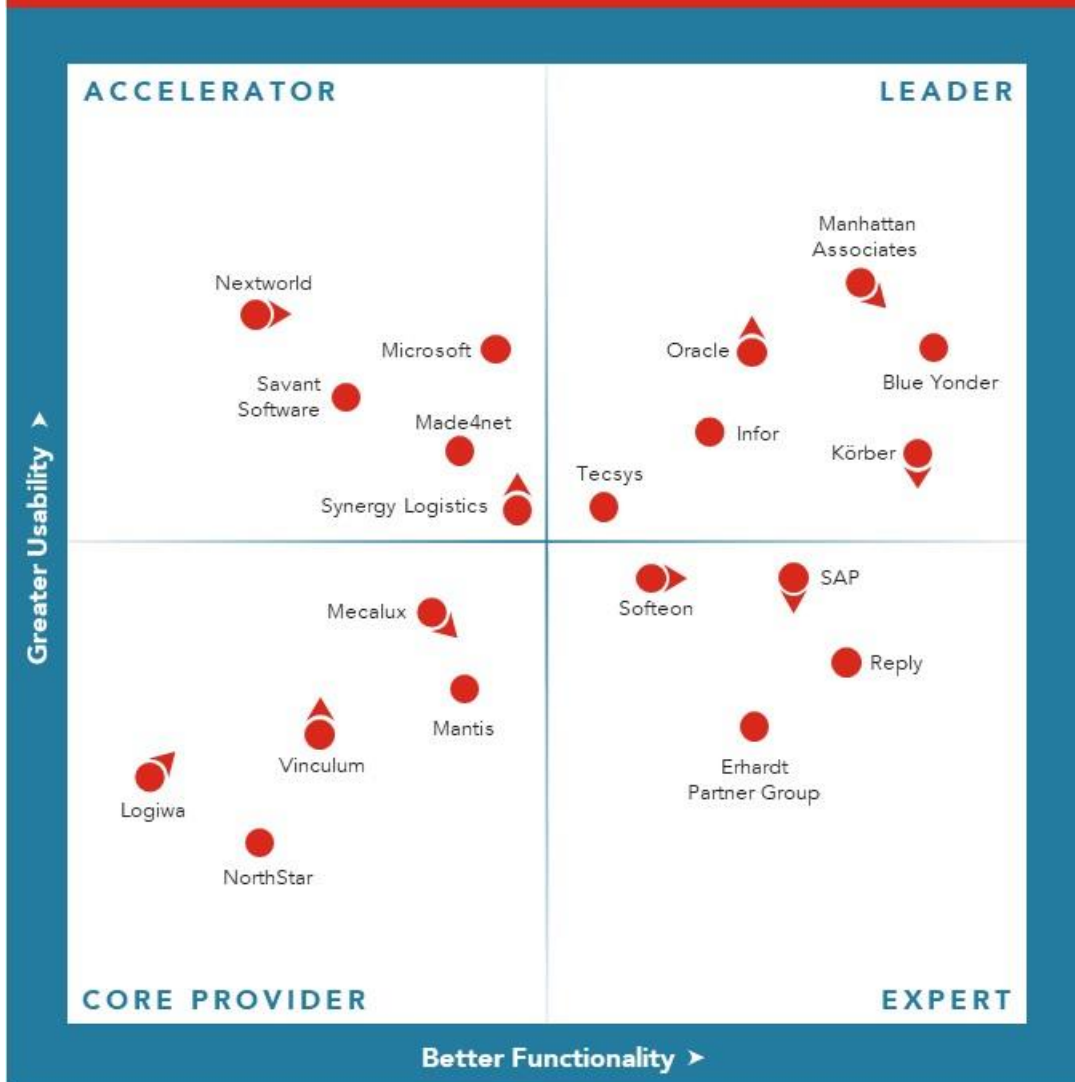 ACCELERATOR
LEADER
Manhattan
Associates
Nextworld
Microsoft
Oracle
Blue Yonder
Savant
Software
Made4net
Infor
Körber
Tecsys
Synergy Logistics
Greater Usability ➤
Softeon
SAP
Mecalux
Reply
Mantis
Vinculum
Erhardt
Partner Group
Logiwa
NorthStar
CORE PROVIDER
EXPERT
Better Functionality ➤